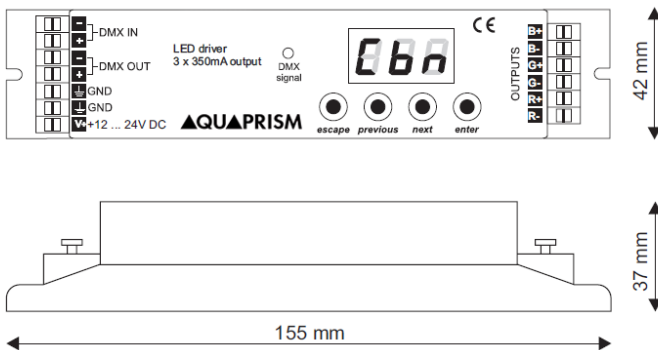 - DMX IN
+
- DMX OUT
+
GND
GND
V+ +12 ... 24V DC
LED driver
3 x 350mA output
DMX
signal
AQUAPRISM
Cbn
CE
escape previous next enter
OUTPUTS
B+
B-
G+
G-
R+
R-
42 mm
37 mm
155 mm